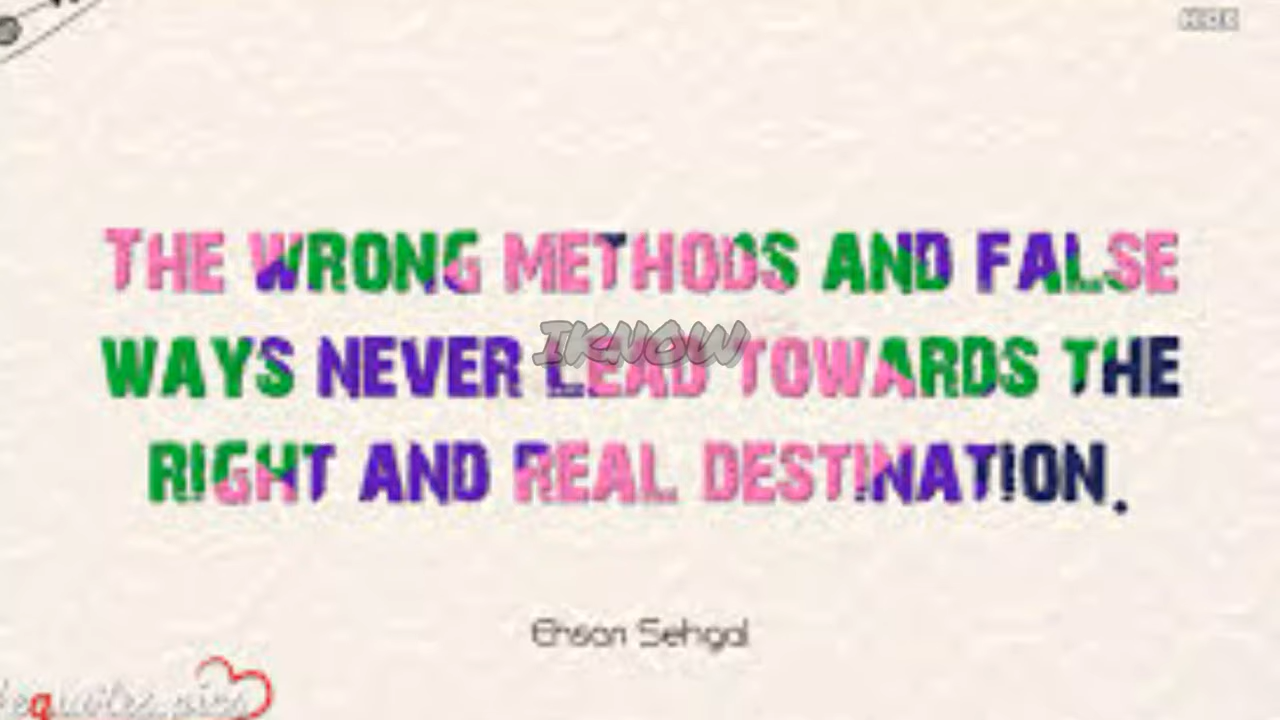 THE WRONG METHODS AND FALSE
WAYS NEVER LEAD TOWARDS THE
IKNOW
RIGHT AND REAL DESTINATION.
Ehsan Sehgal